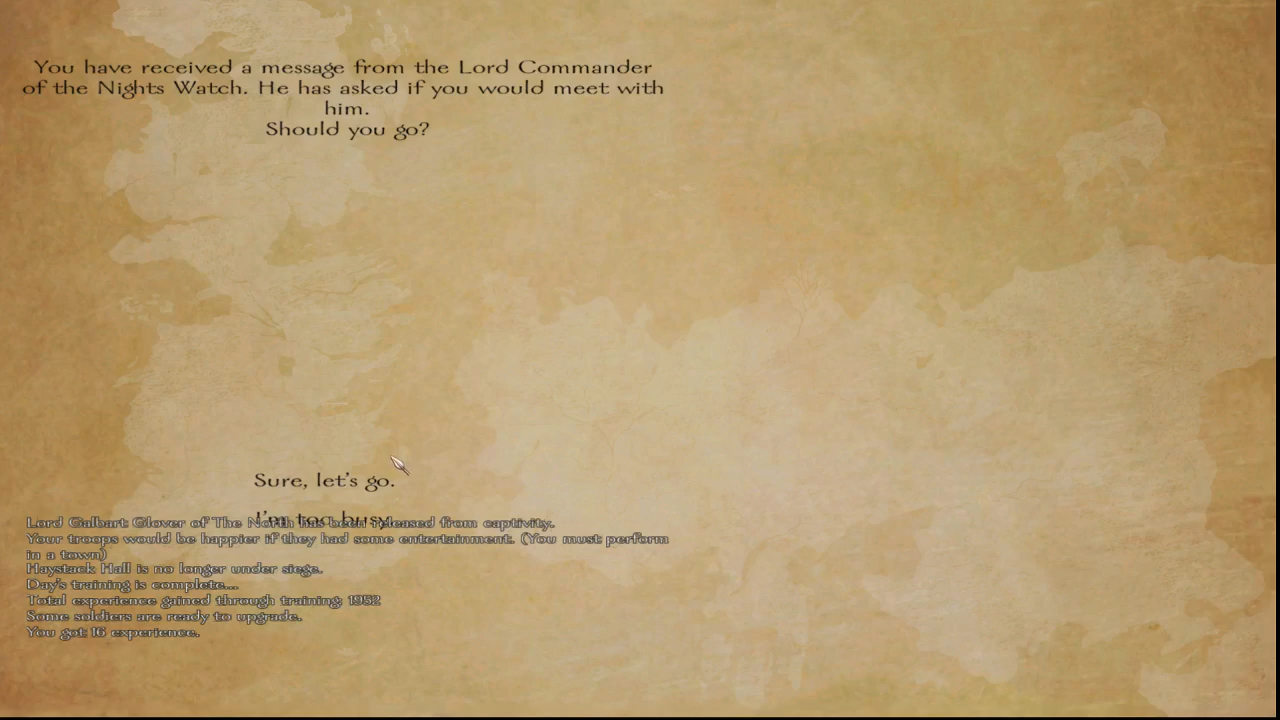 You have received a message from the Lord Commander
of the Nights Watch. He has asked if you would meet with
him.
Should you go?
Sure, let's go.
I'm too busy.
Lord Galbart Glover of The North has been released from captivity.
Your troops would be happier if they had some entertainment. (You must perform
in a town)
Haystack Hall is no longer under siege.
Day's training is complete...
Total experience gained through training: 1952
Some soldiers are ready to upgrade.
You got 16 experience.